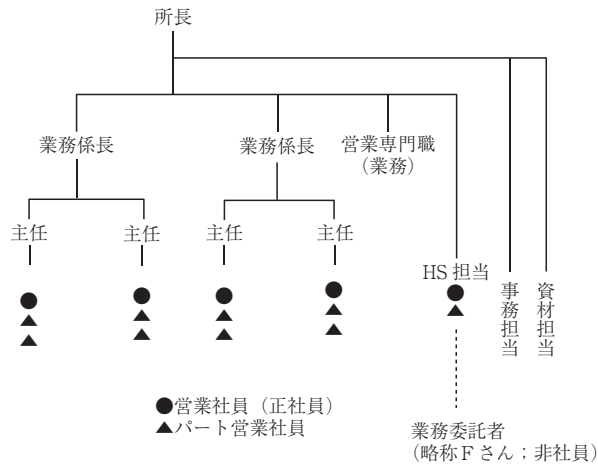 所長
業務係長
業務係長
営業専門職
（業務）
主任
主任
主任
主任
HS担当
事務担当
資材担当
●営業社員（正社員）
▲パート営業社員
業務委託者
（略称Fさん；非社員）